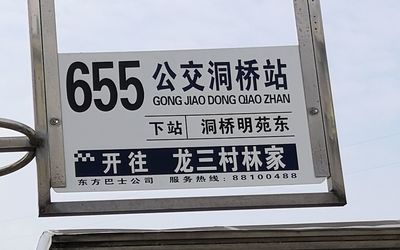 655 公交洞桥站
GONG JIAO DONG QIAO ZHAN
下站 洞桥明苑东
开往 龙三村林家
东方巴士公司 服务热线:88100488